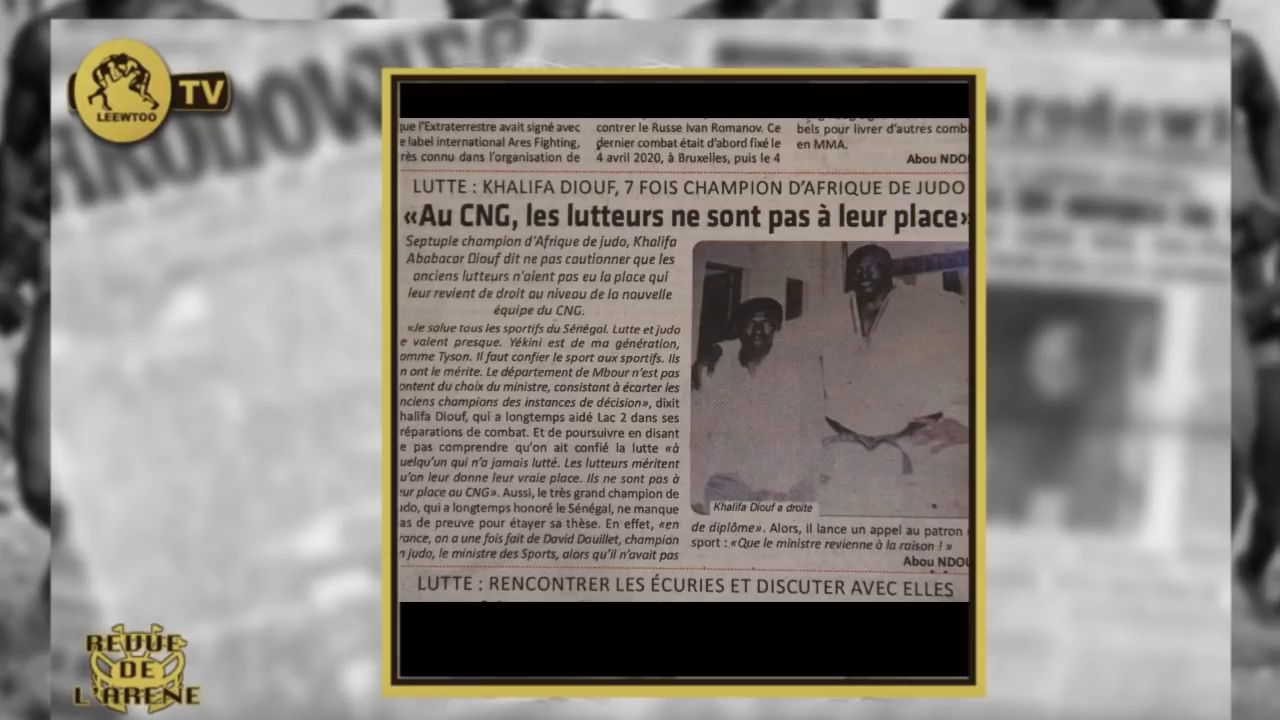 LEEWTOO
TV
que l'Extraterrestre avait signé avec
e label international Ares Fighting,
rès connu dans l'organisation de
contrer le Russe Ivan Romanov. Ce
dernier combat était d'abord fixé le
4 avril 2020, à Bruxelles, puis le 4
bels pour livrer d'autres comb
en MMA.
Abou NDO
LUTTE : KHALIFA DIOUF, 7 FOIS CHAMPION D'AFRIQUE DE JUDO
«Au CNG, les lutteurs ne sont pas à leur place»
Septuple champion d'Afrique de judo, Khalifa
Ababacar Diouf dit ne pas cautionner que les
anciens lutteurs n'aient pas eu la place qui
leur revient de droit au niveau de la nouvelle
équipe du CNG.
«Je salue tous les sportifs du Sénégal. Lutte et judo
e valent presque. Yékini est de ma génération,
omme Tyson. Il faut confier le sport aux sportifs. Ils
n ont le mérite. Le département de Mbour n'est pas
ontent du choix du ministre, consistant à écarter les
nciens champions des instances de décision», dixit
halifa Diouf, qui a longtemps aidé Lac 2 dans ses
réparations de combat. Et de poursuivre en disant
e pas comprendre qu'on ait confié la lutte «à
uelqu'un qui n'a jamais lutté. Les lutteurs méritent
u'on leur donne leur vraie place. Ils ne sont pas à
eur place au CNG». Aussi, le très grand champion de
udo, qui a longtemps honoré le Sénégal, ne manque
as de preuve pour étayer sa thèse. En effet, «en
rance, on a une fois fait de David Douillet, champion
n judo, le ministre des Sports, alors qu'il n'avait pas
Khalifa Diouf a droite
de diplôme». Alors, il lance un appel au patron
sport : «Que le ministre revienne à la raison ! »
Abou NDOU
LUTTE : RENCONTRER LES ÉCURIES ET DISCUTER AVEC ELLES
REVUE
DE
L'ARENE